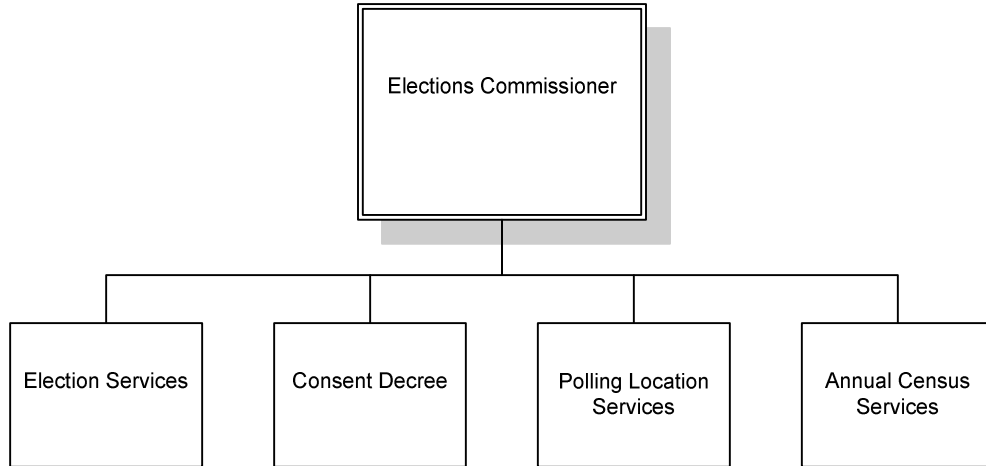 Elections Commissioner
Election Services
Consent Decree
Polling Location
Services
Annual Census
Services